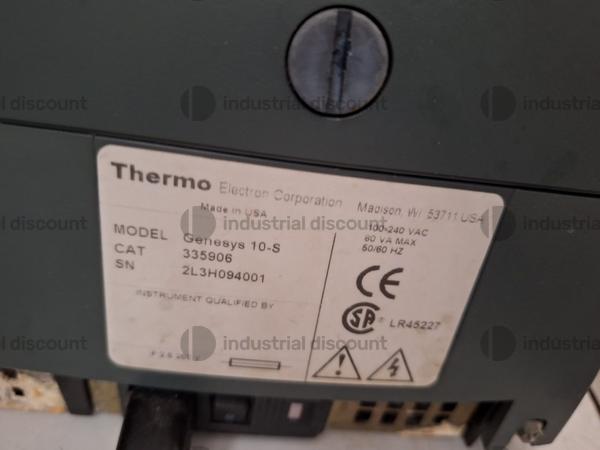 industrial discount
Thermo Electron Corporation Madison, WI 53711 USA
Made in USA
MODEL Genesys 10-S
CAT 335906
SN 2L3H094001
INSTRUMENT QUALIFIED BY
100-240 VAC
60 VA MAX
50/60 HZ
CE
SP ® LR45227